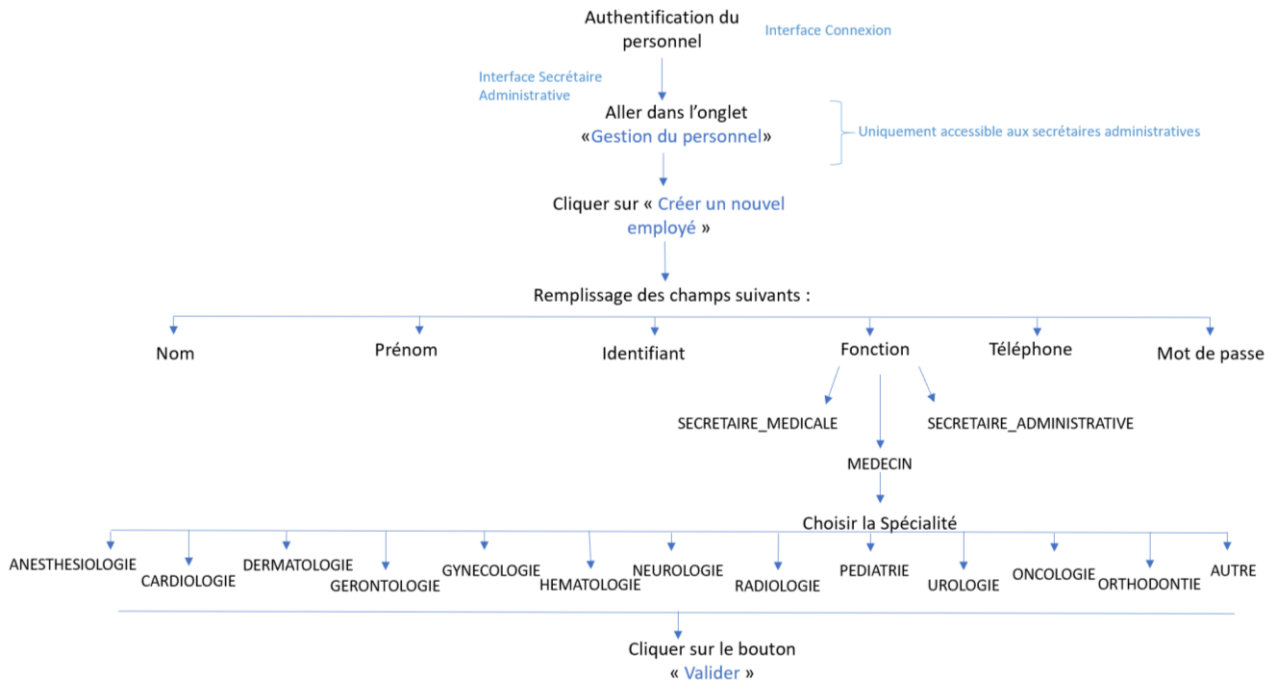 Authentification du
personnel
Interface Connexion
Interface Secrétaire
Administrative
Aller dans l’onglet
«Gestion du personnel»
Uniquement accessible aux secrétaires administratives
Cliquer sur « Créer un nouvel
employé »
Remplissage des champs suivants :
Nom
Prénom
Identifiant
Fonction
Téléphone
Mot de passe
SECRETAIRE_MEDICALE
SECRETAIRE_ADMINISTRATIVE
MEDECIN
Choisir la Spécialité
ANESTHESIOLOGIE
CARDIOLOGIE
DERMATOLOGIE
GERONTOLOGIE
GYNECOLOGIE
HEMATOLOGIE
NEUROLOGIE
RADIOLOGIE
PEDIATRIE
UROLOGIE
ONCOLOGIE
ORTHODONTIE
AUTRE
Cliquer sur le bouton
« Valider »